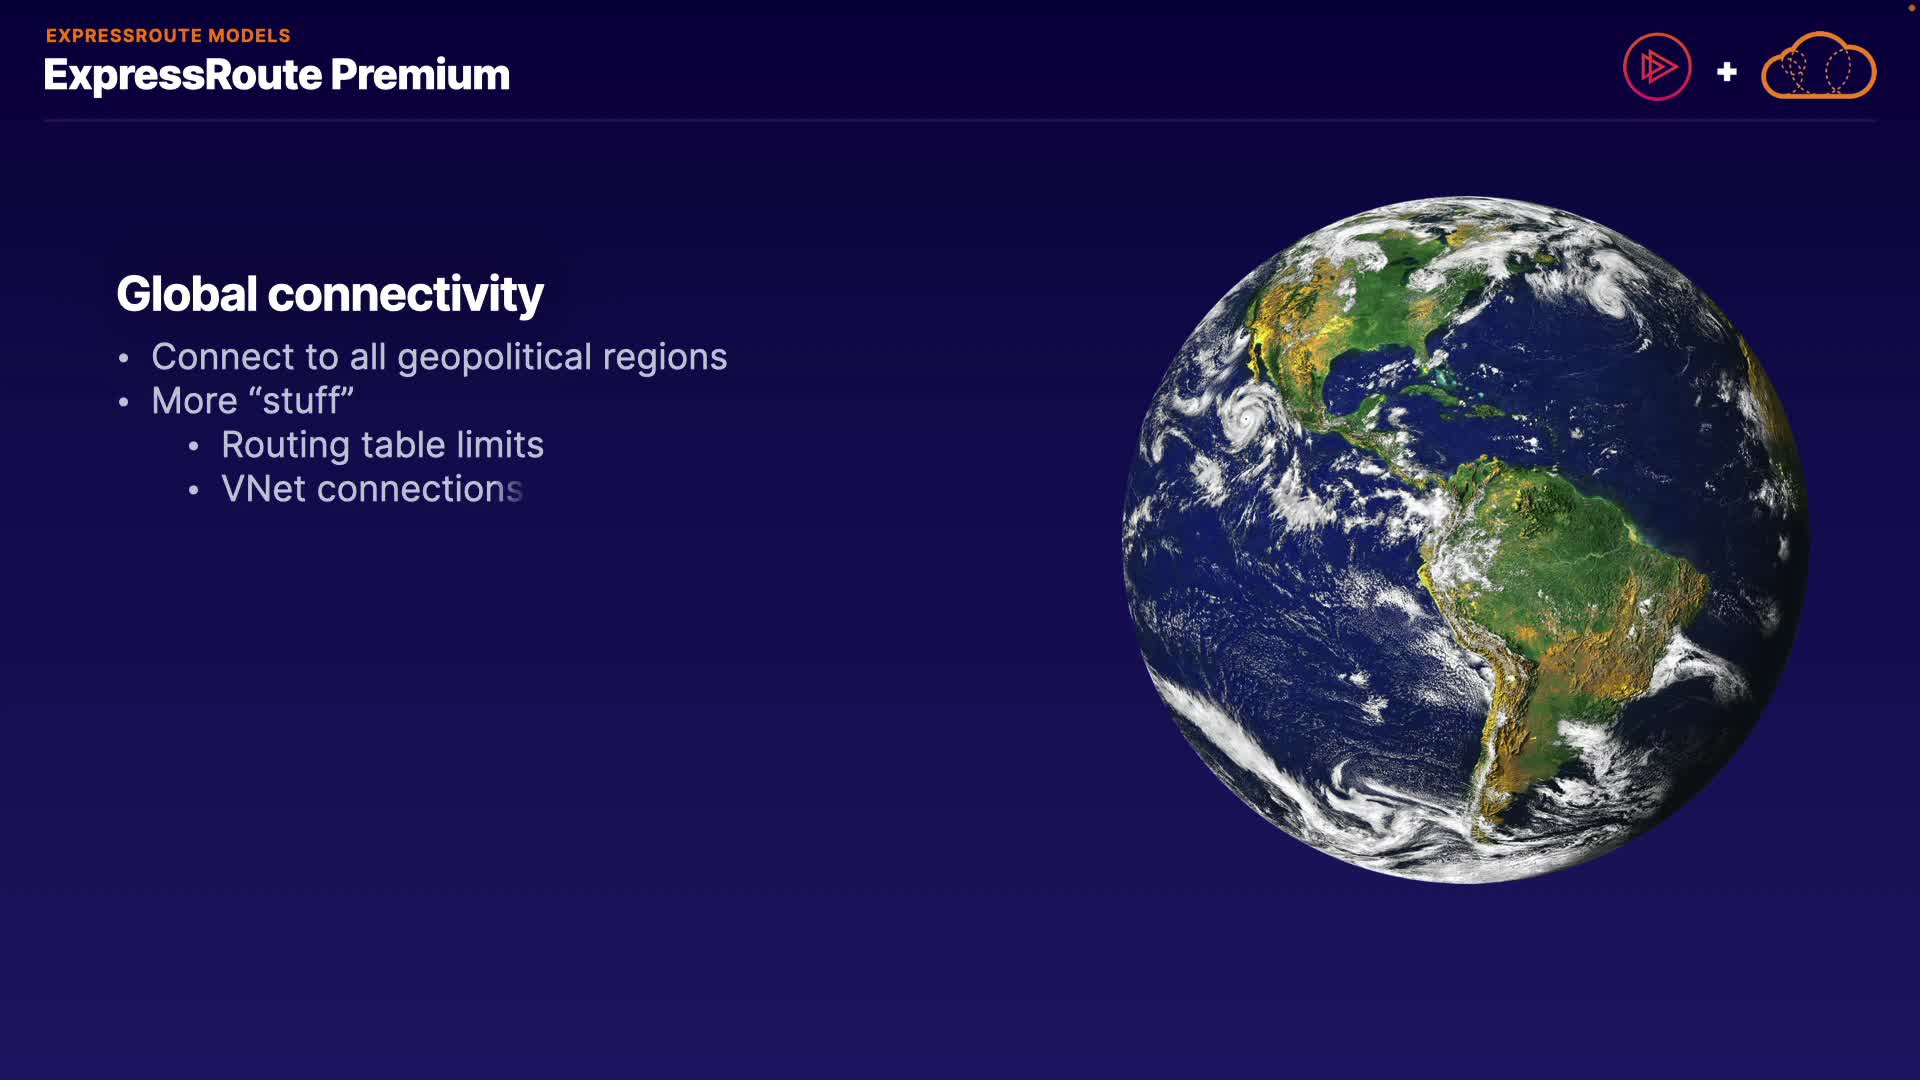 EXPRESSROUTE MODELS
ExpressRoute Premium
Global connectivity
• Connect to all geopolitical regions
• More “stuff”
• Routing table limits
• VNet connections